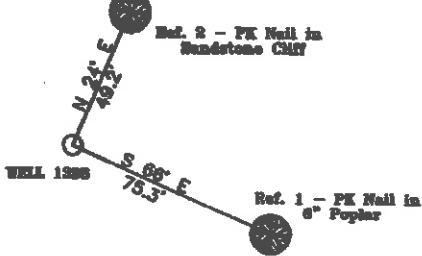 Ref. 2 - PK Nail in
Sandstone Cliff
N 24° E
49.2'
WELL
S 66° E
75.3'
Ref. 1 - PK Nail in
6" Poplar